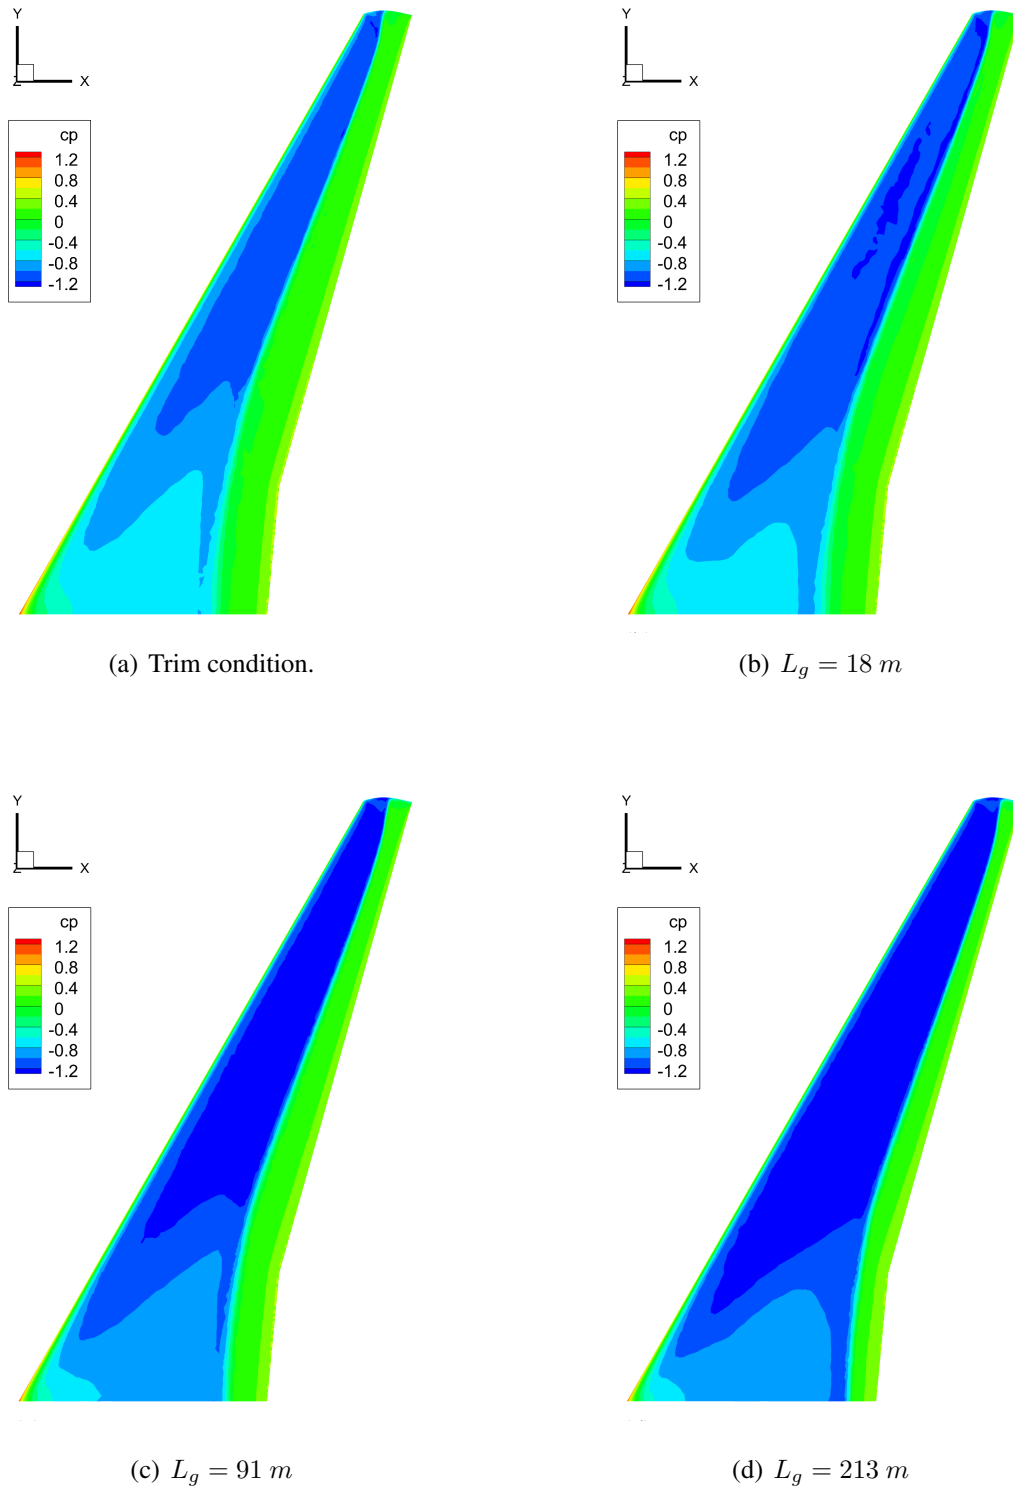 Y
Z X
cp
1.2
0.8
0.4
0
-0.4
-0.8
-1.2
(a) Trim condition.
Y
Z X
cp
1.2
0.8
0.4
0
-0.4
-0.8
-1.2
(b) L_g = 18 m
Y
Z X
cp
1.2
0.8
0.4
0
-0.4
-0.8
-1.2
(c) L_g = 91 m
Y
Z X
cp
1.2
0.8
0.4
0
-0.4
-0.8
-1.2
(d) L_g = 213 m